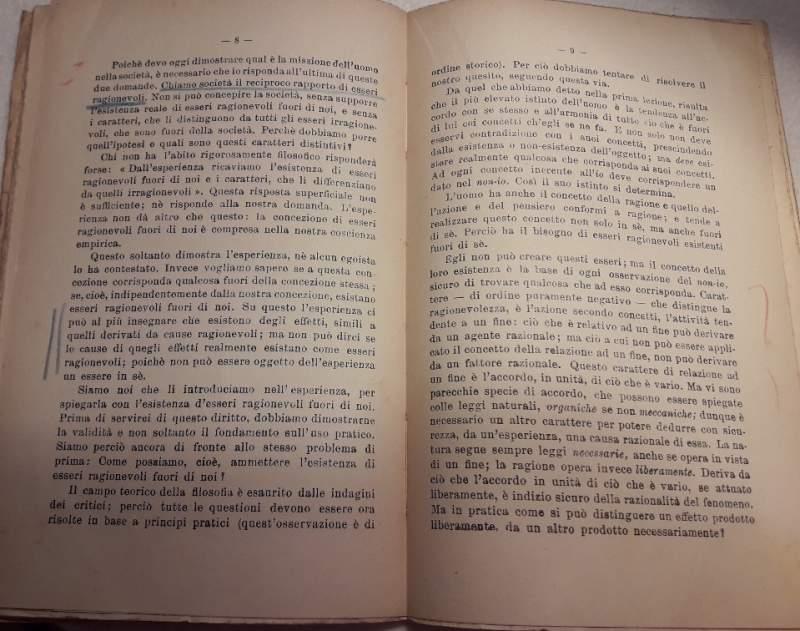 — 8 —
Poichè devo oggi dimostrare qual è la missione dell'uomo
nella società, è necessario che io risponda all'ultima di queste
due domande. Chiamo società il reciproco rapporto di esseri
ragionevoli. Non si può concepire la società, senza supporre
l'esistenza reale di esseri ragionevoli fuori di noi, e senza
i caratteri, che li distinguono da tutti gli esseri irragione-
voli, che sono fuori della società. Perchè dobbiamo porre
quell'ipotesi e quali sono questi caratteri distintivi?
Chi non ha l'abito rigorosamente filosofico risponderà
forse: « Dall'esperienza ricaviamo l'esistenza di esseri
ragionevoli fuori di noi e i caratteri, che li differenziano
da quelli irragionevoli ». Questa risposta superficiale non
è sufficiente; nè risponde alla nostra domanda. L'espe-
rienza non dà altro che questo: la concezione di esseri
ragionevoli fuori di noi è compresa nella nostra coscienza
empirica.
Questo soltanto dimostra l'esperienza, nè alcun egoista
lo ha contestato. Invece vogliamo sapere se a questa con-
cezione corrisponda qualcosa fuori della concezione stessa;
se, cioè, indipendentemente dalla nostra concezione, esistano
esseri ragionevoli fuori di noi. Su questo l'esperienza ci
può al più insegnare che esistono degli effetti, simili a
quelli derivati da cause ragionevoli; ma non può dirci se
le cause di quegli effetti realmente esistano come esseri
ragionevoli; poichè non può essere oggetto dell'esperienza
un essere in sè.
Siamo noi che li introduciamo nell'esperienza, per
spiegarla con l'esistenza d'esseri ragionevoli fuori di noi.
Prima di servirci di questo diritto, dobbiamo dimostrarne
la validità e non soltanto il fondamento sull'uso pratico.
Siamo perciò ancora di fronte allo stesso problema di
prima: Come possiamo, cioè, ammettere l'esistenza di
esseri ragionevoli fuori di noi?
Il campo teorico della filosofia è esaurito dalle indagini
dei critici; perciò tutte le questioni devono essere ora
risolte in base a principi pratici (quest'osservazione è di
— 9 —
ordine storico). Per ciò dobbiamo tentare di risolvere il
nostro quesito, seguendo questa via.
Da quel che abbiamo detto nella prima lezione, risulta
che il più elevato istinto dell'uomo è la tendenza all'ac-
cordo con se stesso e all'armonia di tutto ciò che è fuori
di lui coi concetti ch'egli se ne fa. E non solo non deve
esservi contradizione con i suoi concetti, prescindendo
dalla esistenza o non-esistenza dell'oggetto; ma deve esi-
stere realmente qualcosa che corrisponda ai suoi concetti.
Ad ogni concetto inerente all'io deve corrispondere un
dato nel non-io. Così il suo istinto si determina.
L'uomo ha anche il concetto della ragione e quello del-
l'azione e del pensiero conformi a ragione; e tende a
realizzare questo concetto non solo in sè, ma anche fuori
di sè. Perciò ha il bisogno di esseri ragionevoli esistenti
fuori di sè.
Egli non può creare questi esseri; ma il concetto della
loro esistenza è la base di ogni osservazione del non-io,
sicuro di trovar qualcosa che ad esso corrisponda. Carat-
tere — di ordine puramente negativo — che distingue la
ragionevolezza, è l'azione secondo concetti, l'attività ten-
dente a un fine: ciò che è relativo ad un fine può derivare
da un agente razionale; ma ciò a cui non può essere appli-
cato il concetto della relazione ad un fine, non può derivare
da un fattore razionale. Questo carattere di relazione ad
un fine è l'accordo, in unità, di ciò che è vario. Ma vi sono
parecchie specie di accordo, che possono essere spiegate
colle leggi naturali, organiche se non meccaniche; dunque è
necessario un altro carattere per potere dedurre con sicu-
rezza, da un'esperienza, una causa razionale di essa. La na-
tura segue sempre leggi necessarie, anche se opera in vista
di un fine; la ragione opera invece liberamente. Deriva da
ciò che l'accordo in unità di ciò che è vario, se attuato
liberamente, è indizio sicuro della razionalità del fenomeno.
Ma in pratica come si può distinguere un effetto prodotto
liberamente, da un altro prodotto necessariamente?